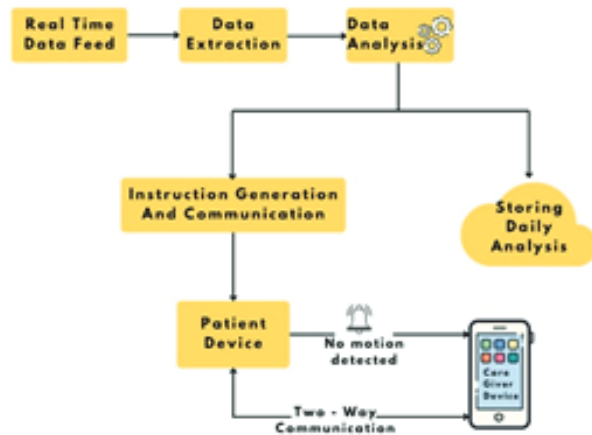 Real Time
Data Feed
Data
Extraction
Data
Analysis
Instruction Generation
And Communication
Storing
Daily
Analysis
Patient
Device
No motion
detected
Care
Giver
Device
Two - Way
Communication